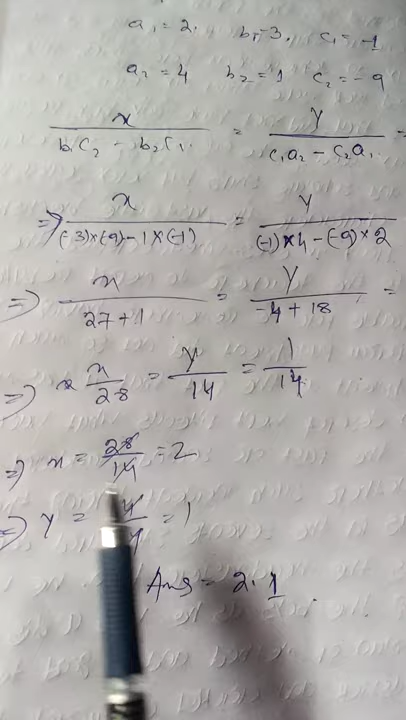 a₁ = 2. b₁ = -3. c₁ = -1
a₂ = 4 b₂ = 1 c₂ = -9
x / (b₁c₂ - b₂c₁) = y / (c₁a₂ - c₂a₁) =
=> x / ((-3)×(-9) - 1×(-1)) = y / ((-1)×4 - (-9)×2
=> x / (27+1) = y / (-4+18) =
=> x / 28 = y / 14 = 1 / 14
=> x = 28/14 = 2
=> y = = 1
Ans = 2.1